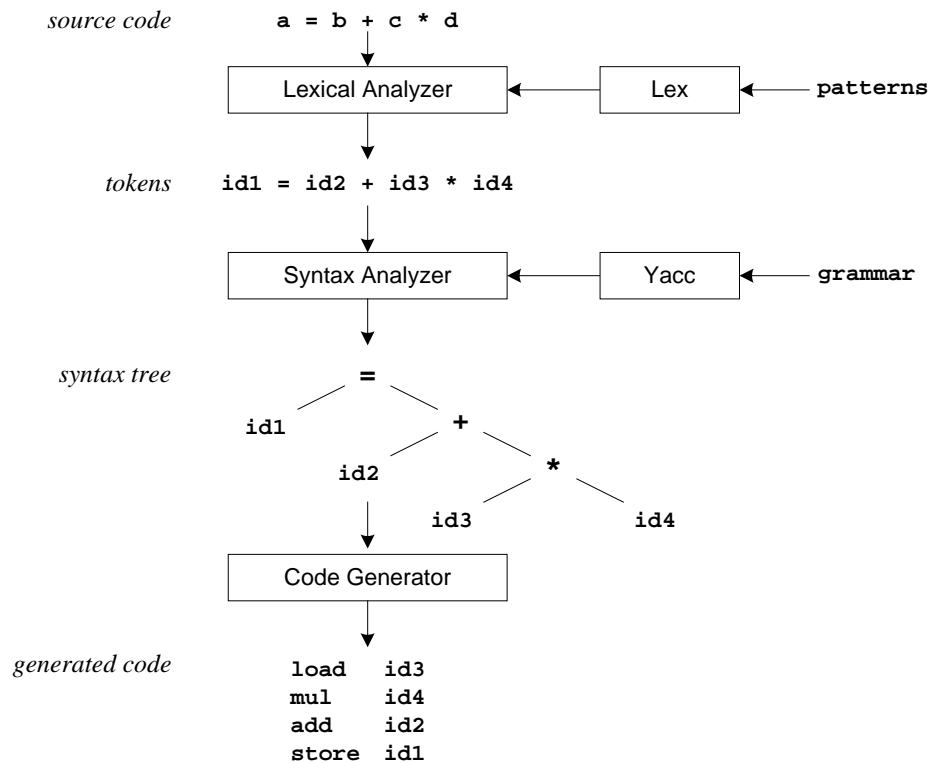 source code a = b + c * d
Lexical Analyzer Lex patterns
tokens id1 = id2 + id3 * id4
Syntax Analyzer Yacc grammar
syntax tree =
id1 +
id2 *
id3 id4
Code Generator
generated code load id3
mul id4
add id2
store id1